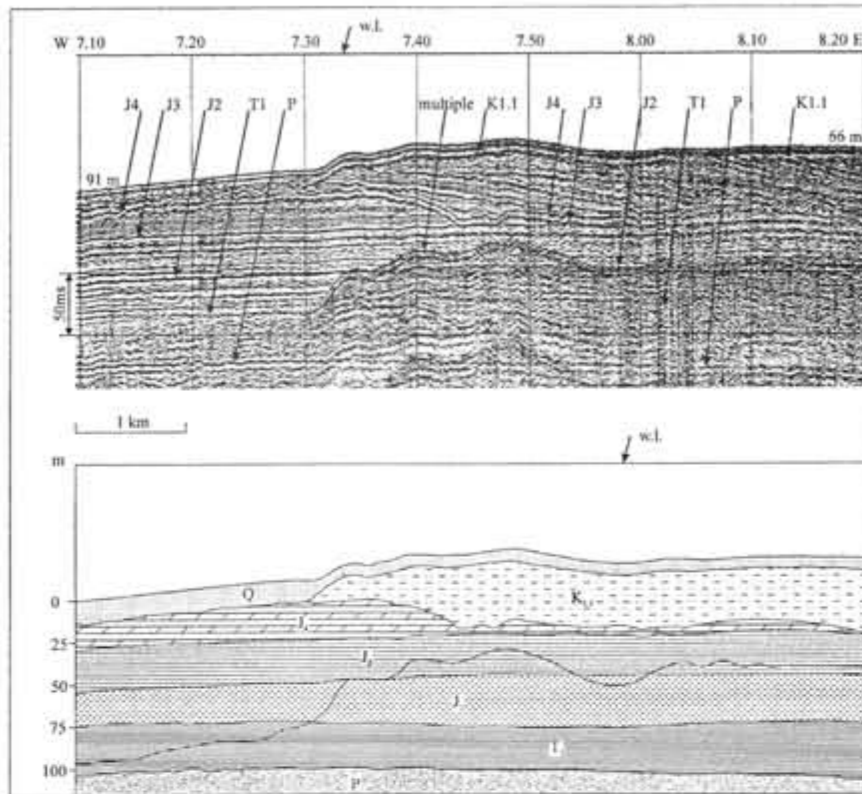 w.l.
W 7.10 7.20 7.30 7.40 7.50 8.00 8.10 8.20 E
J4 J3 J2 T1 P multiple K1.1 J4 J3 J2 T1 P K1.1
66 m
91 m
50ms
1 km
w.l.
m
Q
0
25
50
75
100
P